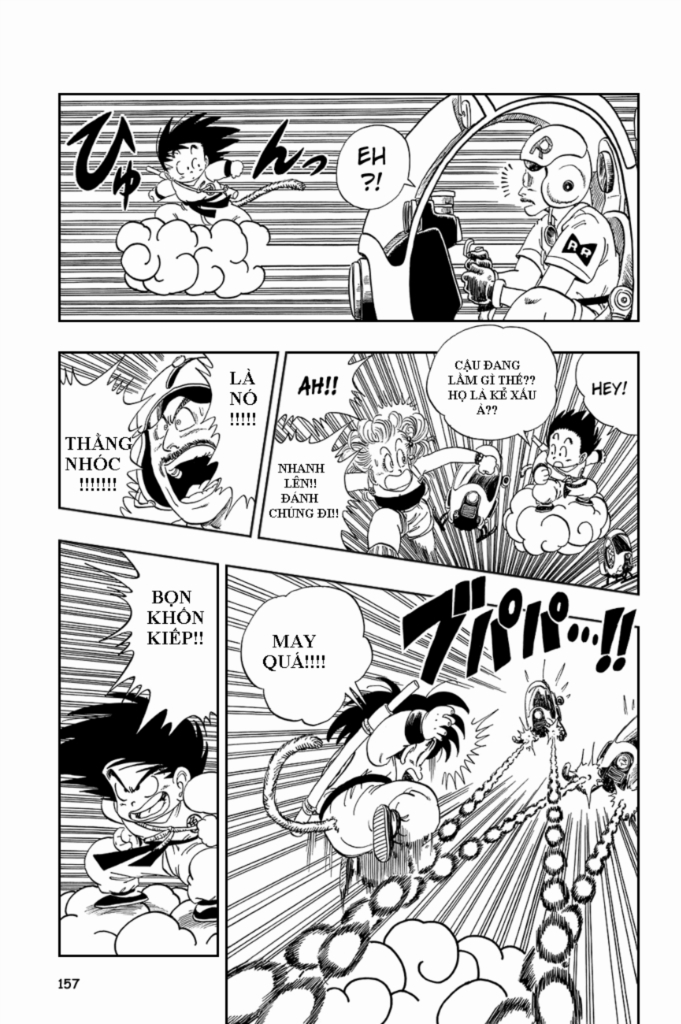 ひゅんっ
EH
?!
R
RR
HEY!
CẬU ĐANG
LÀM GÌ THẾ??
HỌ LÀ KẺ XẤU
À??
AH!!
NHANH
LÊN!!
ĐÁNH
CHÚNG ĐI!!
LÀ
NÓ
!!!!!
THẰNG
NHÓC
!!!!!!!
ブパパ...!!
MAY
QUÁ!!!!
BỌN
KHỐN
KIẾP!!
157